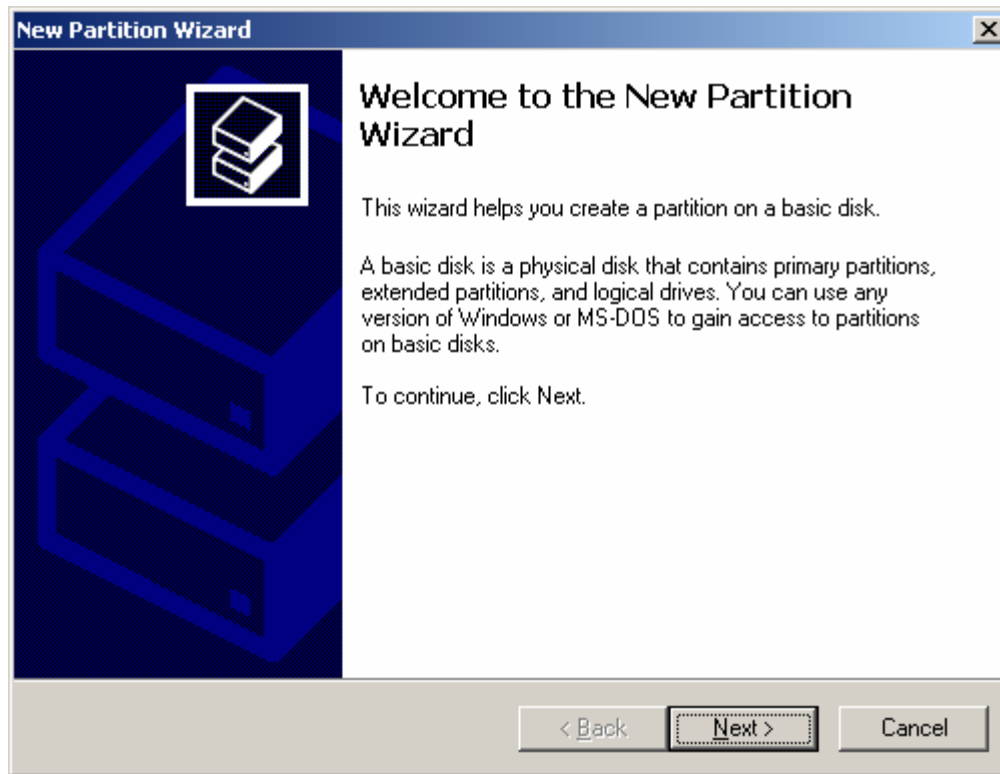 New Partition Wizard
Welcome to the New Partition
Wizard
This wizard helps you create a partition on a basic disk.
A basic disk is a physical disk that contains primary partitions,
extended partitions, and logical drives. You can use any
version of Windows or MS-DOS to gain access to partitions
on basic disks.
To continue, click Next.
< Back
Next >
Cancel